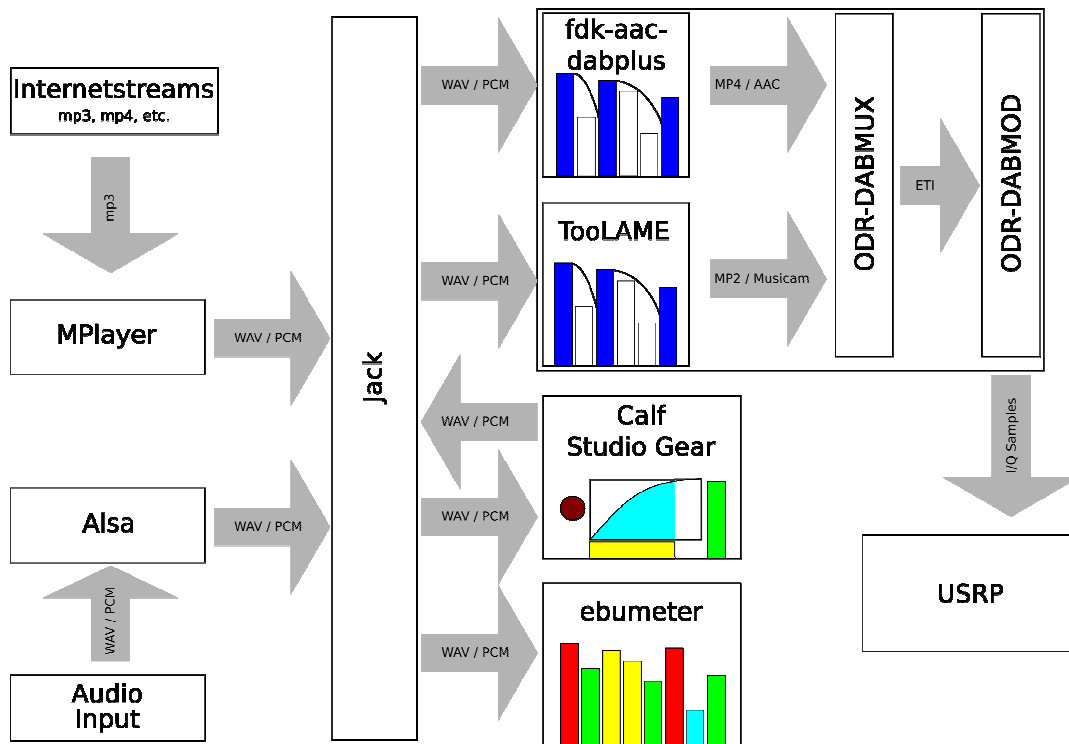 Internetstreams
mp3, mp4, etc.
mp3
MPlayer
WAV / PCM
Alsa
WAV / PCM
WAV / PCM
Audio
Input
Jack
WAV / PCM
fdk-aac-
dabplus
MP4 / AAC
WAV / PCM
TooLAME
MP2 / Musicam
ODR-DABMUX
ETI
ODR-DABMOD
WAV / PCM
Calf
Studio Gear
WAV / PCM
I/Q Samples
USRP
WAV / PCM
ebumeter